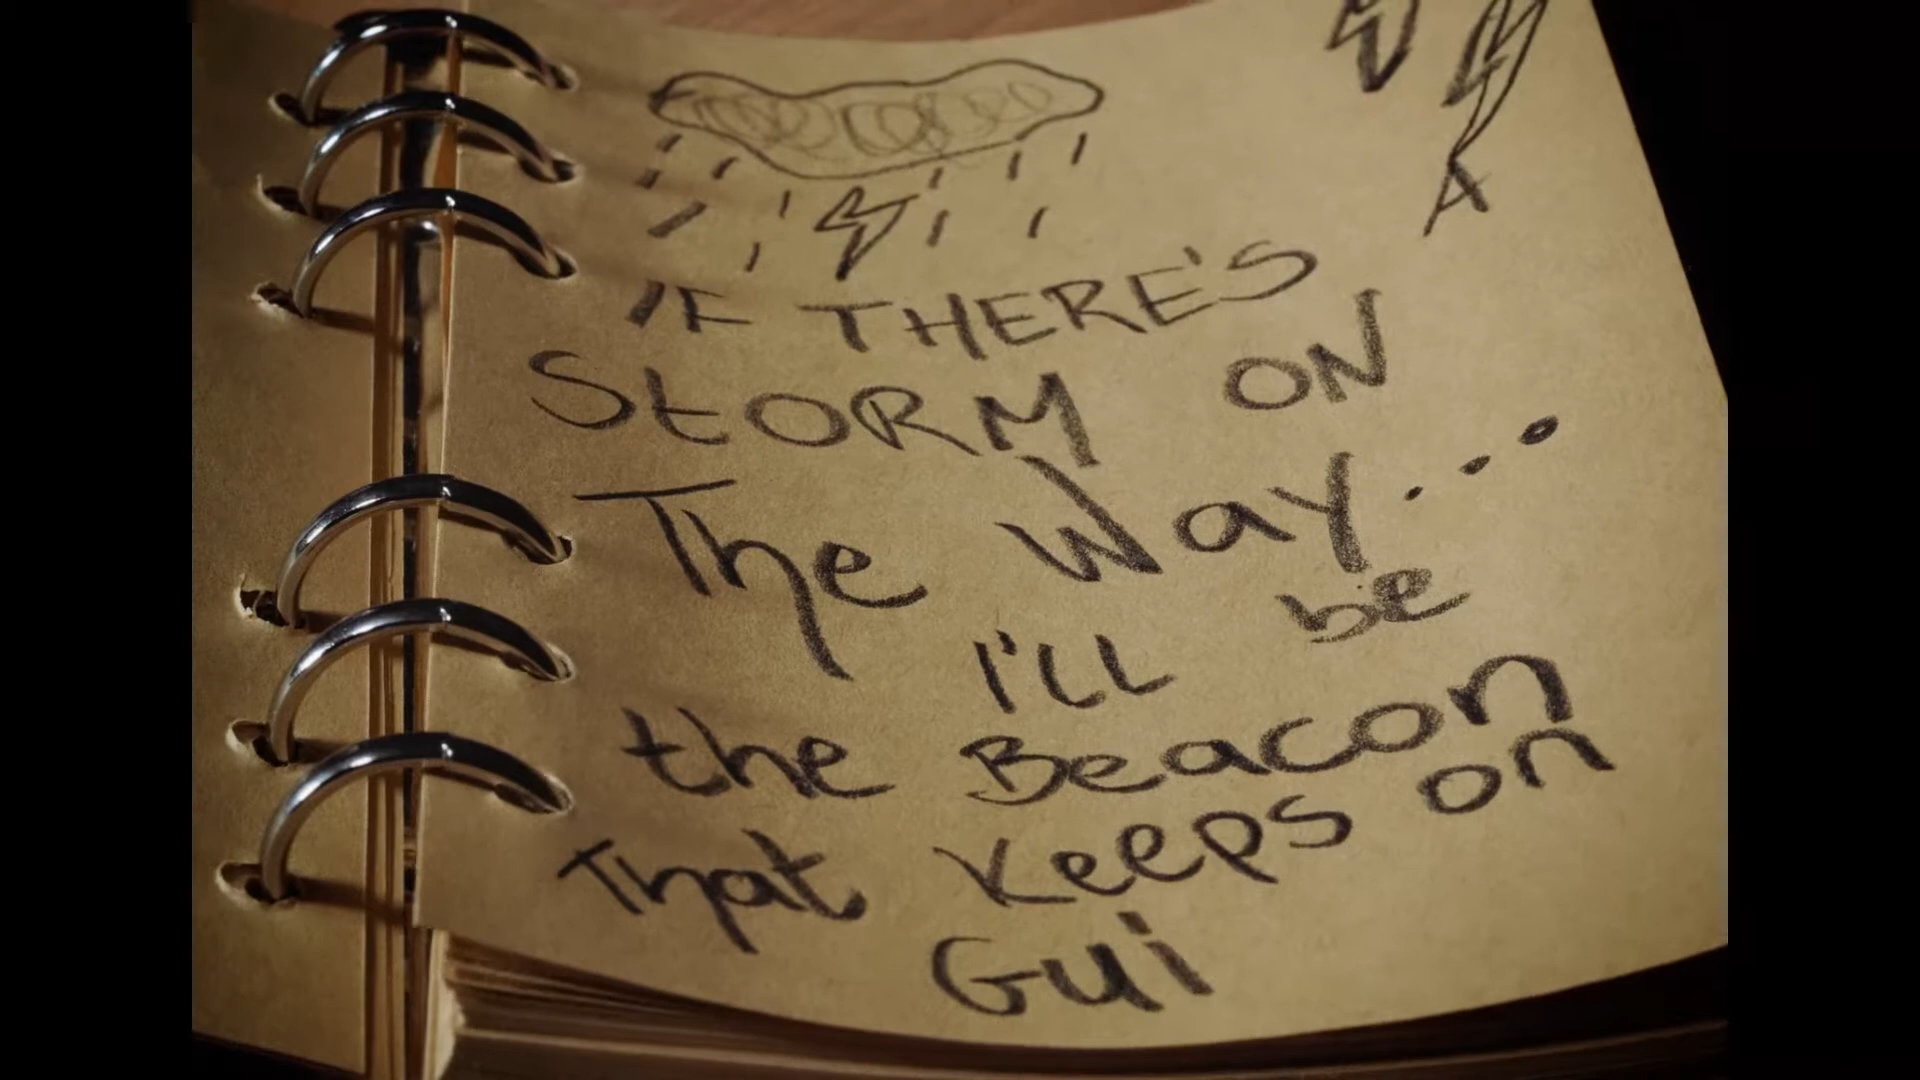 A
IF THERE'S
StORM ON
The Way...
I'LL be
the Beacon
That Keeps on
Gui